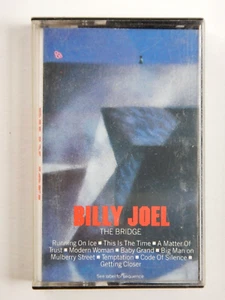 BILLY JOEL
THE BRIDGE
Running On Ice ■ This Is The Time ■ A Matter Of
Trust ■ Modern Woman ■ Baby Grand ■ Big Man on
Mulberry Street ■ Temptation ■ Code Of Silence ■
Getting Closer